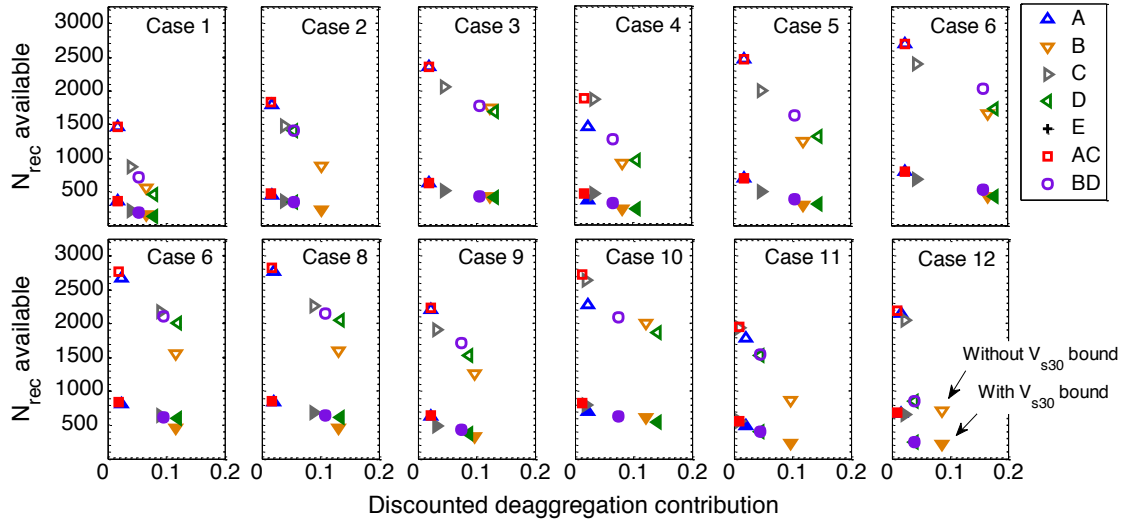 Case 1 Case 2 Case 3 Case 4 Case 5 Case 6
N_rec available
3000
2500
2000
1500
1000
500
A
B
C
D
E
AC
BD
Case 6 Case 8 Case 9 Case 10 Case 11 Case 12
N_rec available
3000
2500
2000
1500
1000
500
Without V_s30 bound
With V_s30 bound
0 0.1 0.2 0 0.1 0.2 0 0.1 0.2 0 0.1 0.2 0 0.1 0.2 0 0.1 0.2
Discounted deaggregation contribution